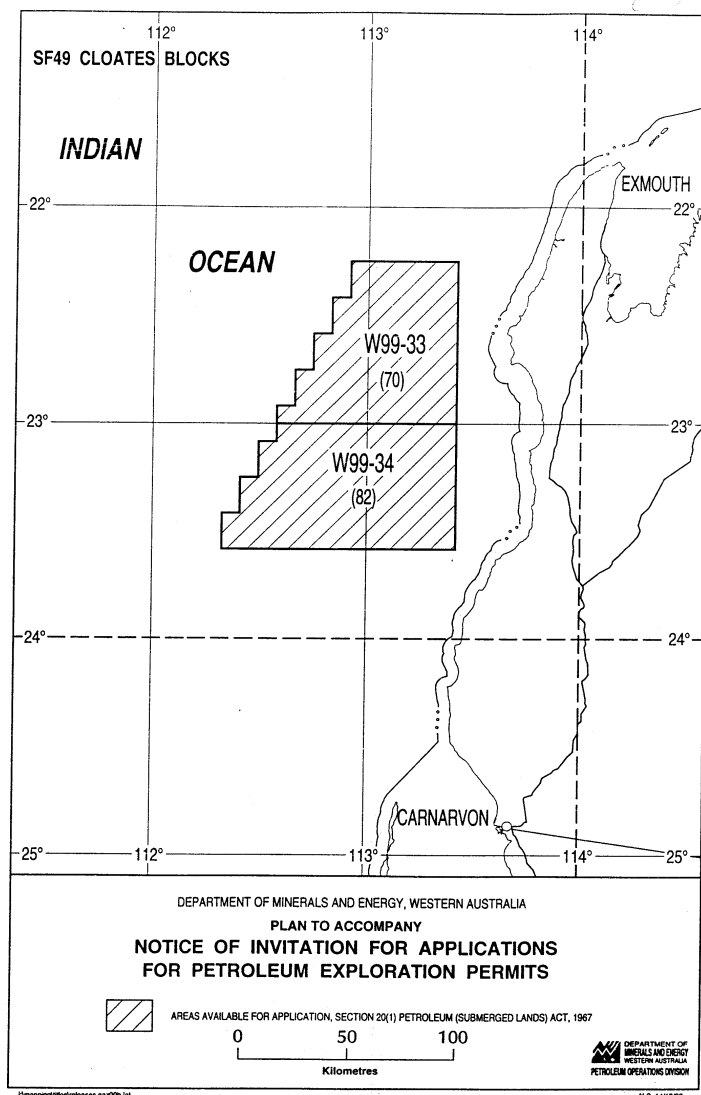 112°
113°
114°
SF49 CLOATES BLOCKS
INDIAN
EXMOUTH
22°
22°
OCEAN
W99-33
(70)
23°
23°
W99-34
(82)
24°
24°
CARNARVON
25°
112°
113°
114°
25°
DEPARTMENT OF MINERALS AND ENERGY, WESTERN AUSTRALIA
PLAN TO ACCOMPANY
NOTICE OF INVITATION FOR APPLICATIONS
FOR PETROLEUM EXPLORATION PERMITS
AREAS AVAILABLE FOR APPLICATION, SECTION 20(1) PETROLEUM (SUBMERGED LANDS) ACT, 1967
0 50 100
Kilometres
DEPARTMENT OF
MINERALS AND ENERGY
WESTERN AUSTRALIA
PETROLEUM OPERATIONS DIVISION